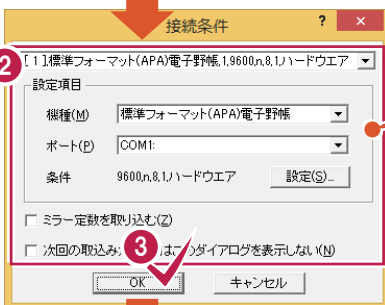 接続条件
?
×
2
[ 1 ]標準フォーマット(APA)電子野帳,1,9600,n,8,1,ハードウエア
設定項目
機種(M) 標準フォーマット(APA)電子野帳
ポート(P) COM1:
条件 9600,n,8,1,ハードウエア 設定(S)...
ミラー定数を取り込む(Z)
次回の取込み はこのダイアログを表示しない(N)
3
OK キャンセル